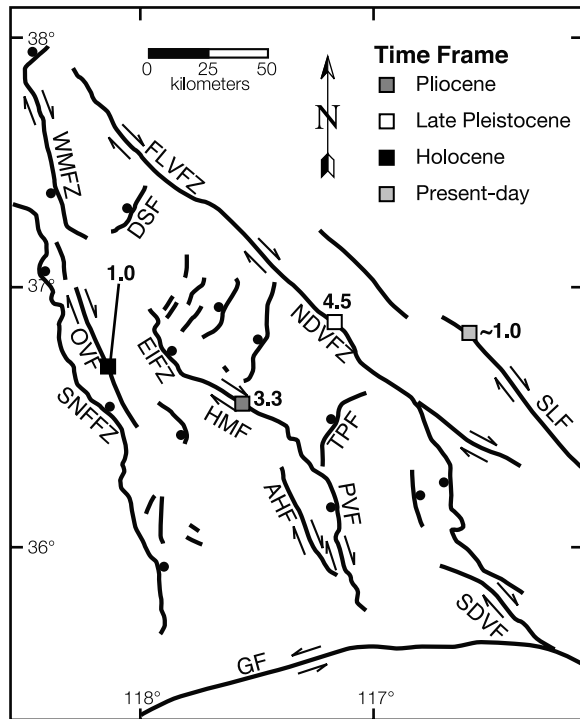 38°
0
25
50
kilometers
N
Time Frame
Pliocene
Late Pleistocene
Holocene
Present-day
WMFZ
FLVFZ
DSF
37°
1.0
4.5
~1.0
OVF
EIFZ
NDVFZ
SNFFZ
HMF
3.3
TPF
SLF
AHF
PVF
36°
SDVF
GF
118°
117°